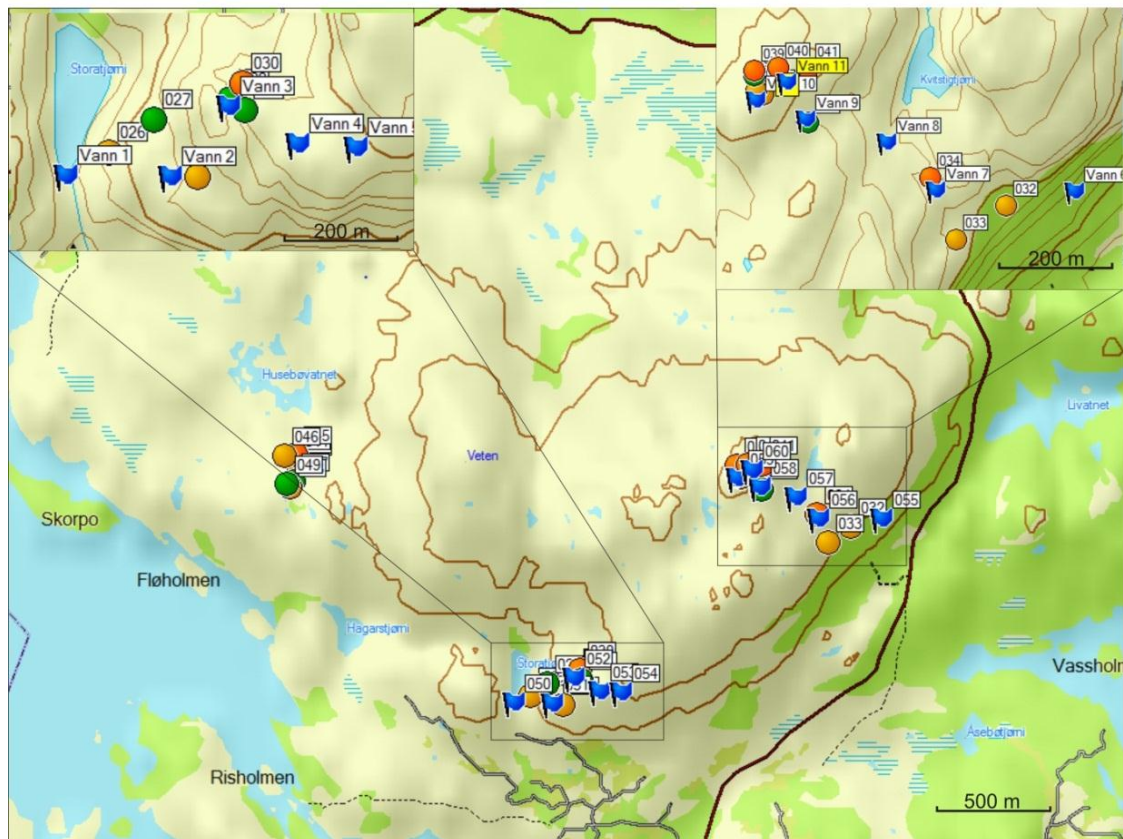 Storatjørni
030
027
Vann 3
026
Vann 4
Vann 1
Vann 2
200 m
039
040
041
Vann 11
10
Kvitstigtjørni
Vann 9
Vann 8
034
Vann 7
032
Vann 6
033
200 m
Husebøvatnet
Livatnet
046
049
Veten
060
058
057
056
055
033
Skorpo
Fløholmen
Hagarstjørni
052
054
050
Vassholm
Åsebøtjørni
Risholmen
500 m